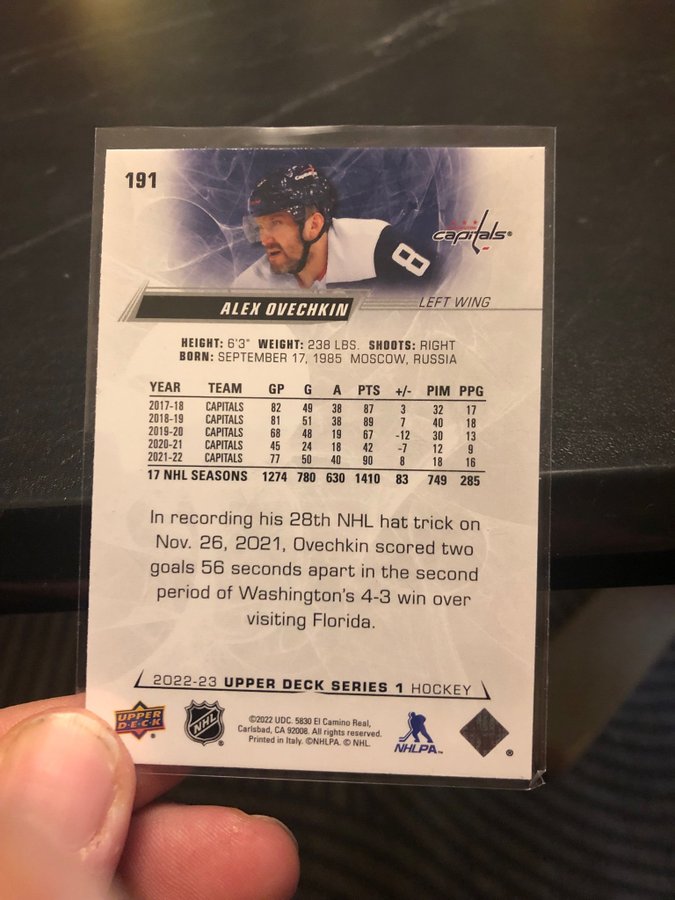 191
Capitals
8
capitals®
ALEX OVECHKIN
LEFT WING
HEIGHT: 6'3" WEIGHT: 238 LBS. SHOOTS: RIGHT
BORN: SEPTEMBER 17, 1985 MOSCOW, RUSSIA
YEAR TEAM GP G A PTS +/- PIM PPG
2017-18 CAPITALS 82 49 38 87 3 32 17
2018-19 CAPITALS 81 51 38 89 7 40 18
2019-20 CAPITALS 68 48 19 67 -12 30 13
2020-21 CAPITALS 45 24 18 42 -7 12 9
2021-22 CAPITALS 77 50 40 90 8 18 16
17 NHL SEASONS 1274 780 630 1410 83 749 285
In recording his 28th NHL hat trick on
Nov. 26, 2021, Ovechkin scored two
goals 56 seconds apart in the second
period of Washington's 4-3 win over
visiting Florida.
2022-23 UPPER DECK SERIES 1 HOCKEY
UPPER DECK®
NHL®
©2022 UDC. 5830 El Camino Real,
Carlsbad, CA 92008. All rights reserved.
Printed in Italy. ©NHLPA. © NHL.
NHLPA™
®